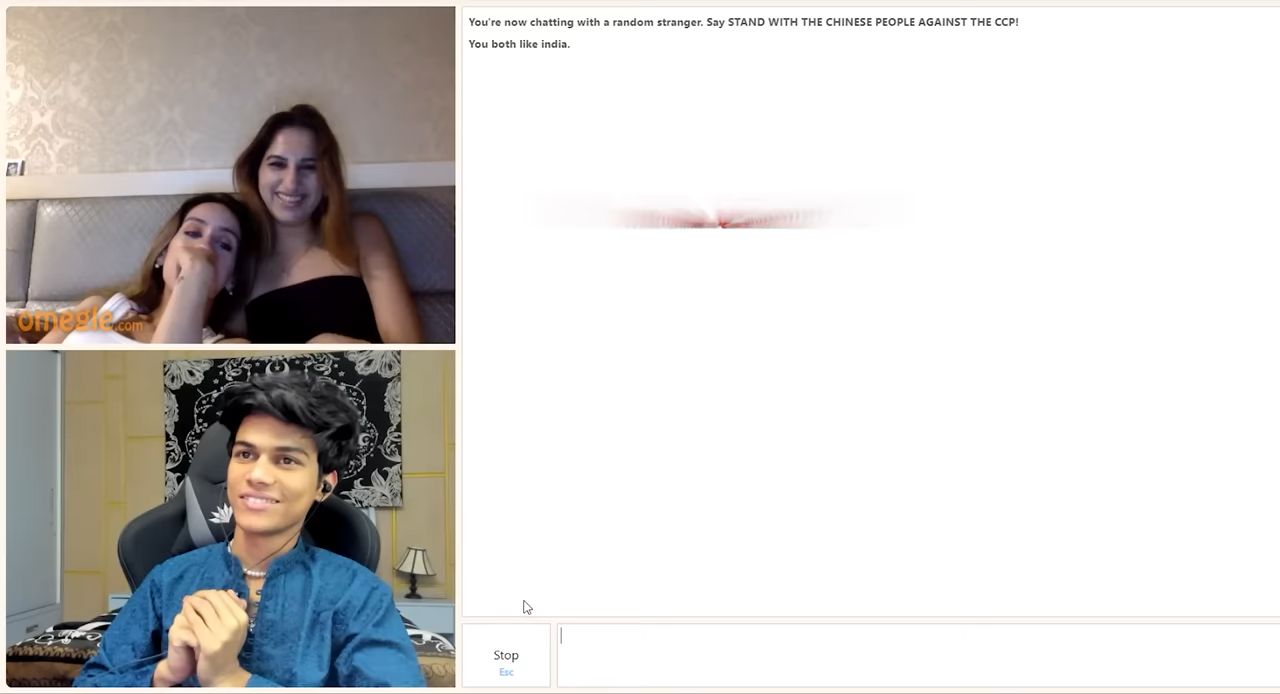 You're now chatting with a random stranger. Say STAND WITH THE CHINESE PEOPLE AGAINST THE CCP!
You both like india.
omegle.com
Stop
Esc